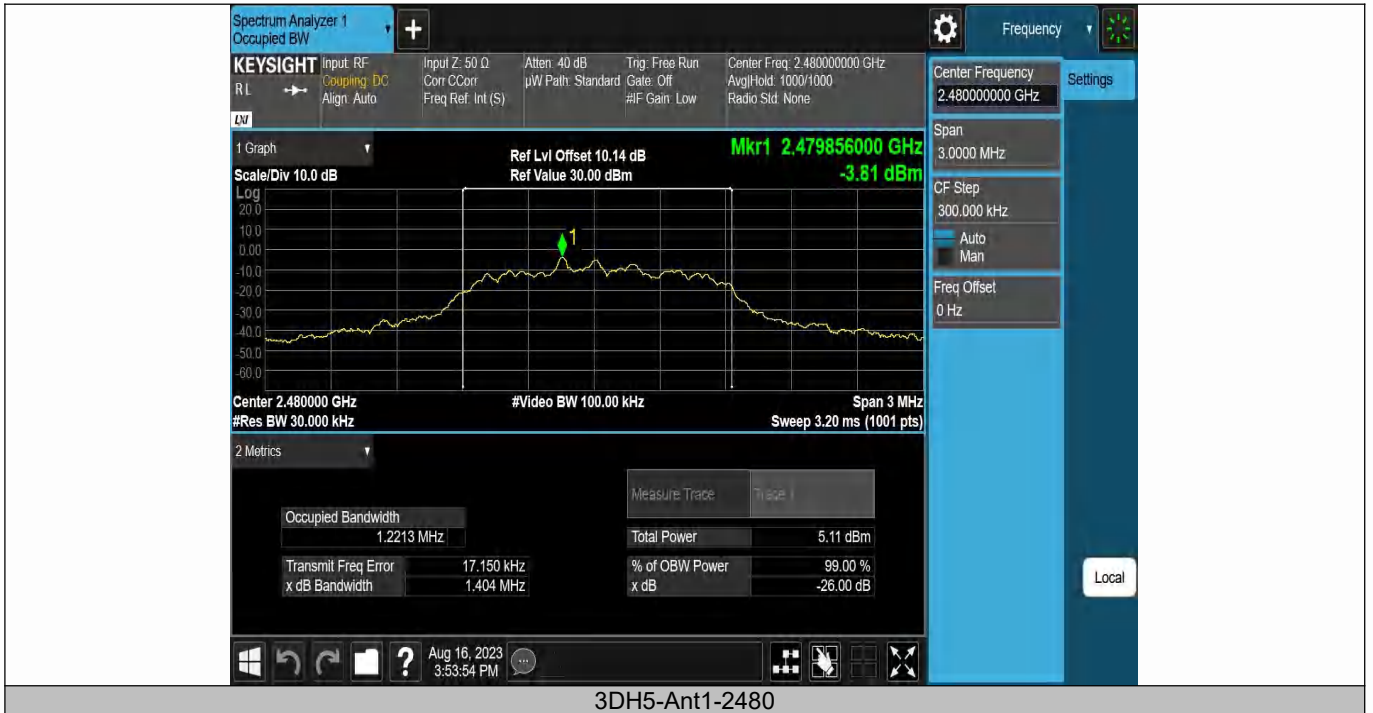 Spectrum Analyzer 1
Occupied BW
+
Frequency
KEYSIGHT
R L
LXI
Input: RF
Coupling: DC
Align: Auto
Input Z: 50 Ω
Corr CCorr
Freq Ref: Int (S)
Atten: 40 dB
µW Path: Standard
Trig: Free Run
Gate: Off
#IF Gain: Low
Center Freq: 2.480000000 GHz
Avg|Hold: 1000/1000
Radio Std: None
Center Frequency
2.480000000 GHz
Settings
Span
3.0000 MHz
CF Step
300.000 kHz
Auto
Man
Freq Offset
0 Hz
Local
1 Graph
Scale/Div 10.0 dB
Ref Lvl Offset 10.14 dB
Ref Value 30.00 dBm
Mkr1 2.479856000 GHz
-3.81 dBm
Log
20.0
10.0
0.00
-10.0
-20.0
-30.0
-40.0
-50.0
-60.0
1
Center 2.480000 GHz
#Video BW 100.00 kHz
Span 3 MHz
#Res BW 30.000 kHz
Sweep 3.20 ms (1001 pts)
2 Metrics
Measure Trace
Trace 1
Occupied Bandwidth
1.2213 MHz
Total Power
5.11 dBm
Transmit Freq Error
17.150 kHz
% of OBW Power
99.00 %
x dB Bandwidth
1.404 MHz
x dB
-26.00 dB
?
Aug 16, 2023
3:53:54 PM
3DH5-Ant1-2480